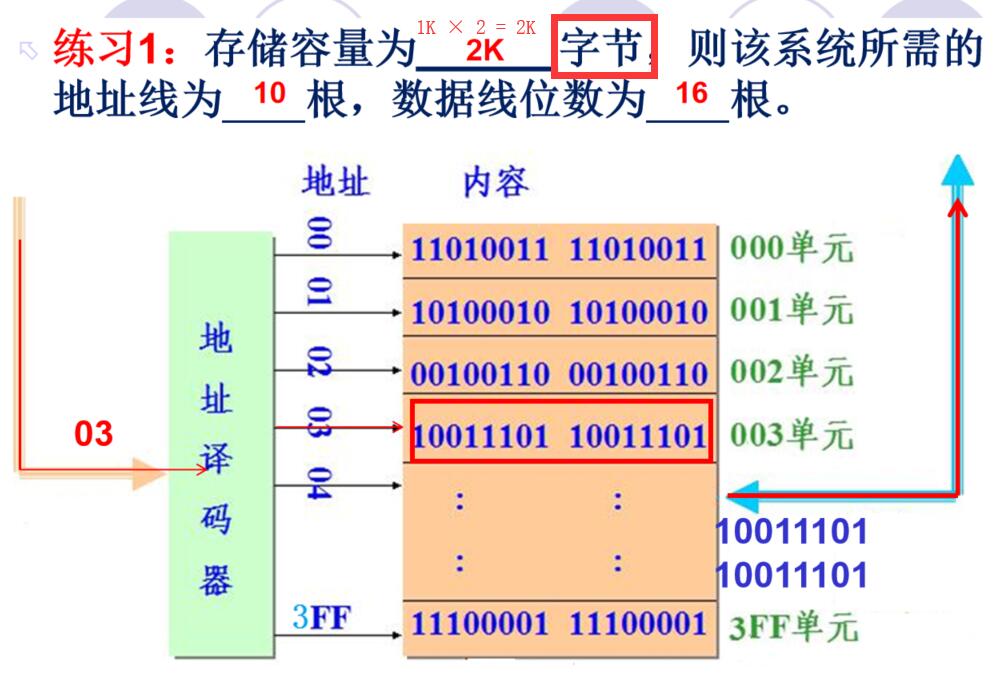 1K × 2 = 2K
练习1：存储容量为 2K 字节，则该系统所需的
地址线为 10 根，数据线位数为 16 根。
地址 内容
00 11010011 11010011 000单元
01 10100010 10100010 001单元
02 00100110 00100110 002单元
03 10011101 10011101 003单元
04 : :
: :
3FF 11100001 11100001 3FF单元
地址译码器
03
10011101
10011101